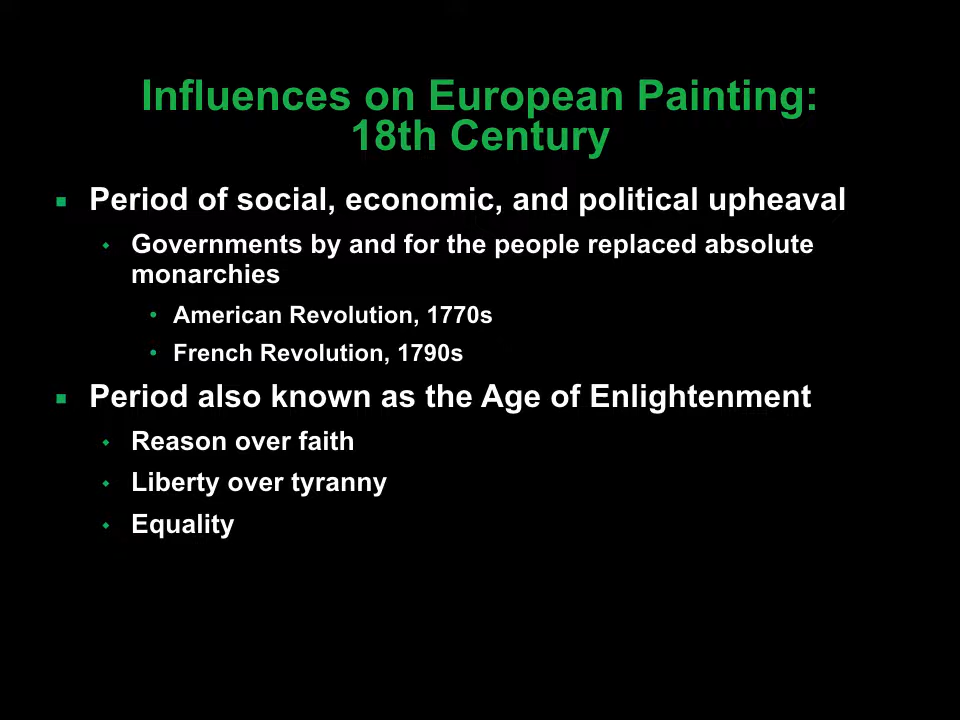 Influences on European Painting:
18th Century
Period of social, economic, and political upheaval
Governments by and for the people replaced absolute
monarchies
American Revolution, 1770s
French Revolution, 1790s
Period also known as the Age of Enlightenment
Reason over faith
Liberty over tyranny
Equality